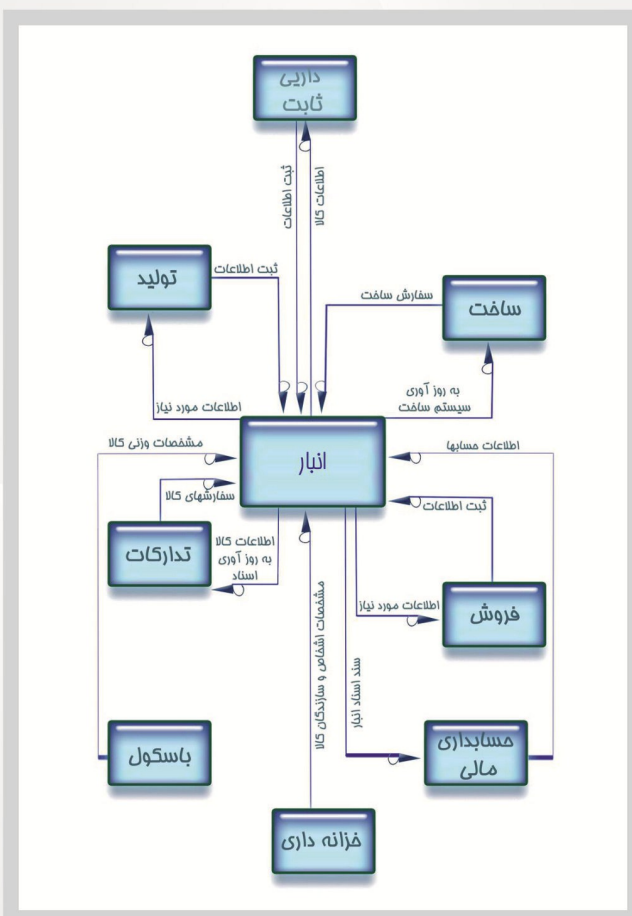 داریی
ثابت
ثبت اطلاعات
اطلاعات کالا
تولید
ثبت اطلاعات
سفارش ساخت
ساخت
اطلاعات مورد نیاز
به روز آوری
سیستم ساخت
مشخصات وزنی کالا
انبار
اطلاعات حسابها
سفارشهای کالا
ثبت اطلاعات
تدارکات
اطلاعات کالا
به روز آوری
اسناد
اطلاعات مورد نیاز
فروش
مشخصات اشخاص و سازندگان کالا
سند اسناد انبار
باسکول
حسابداری
مالی
خزانه داری